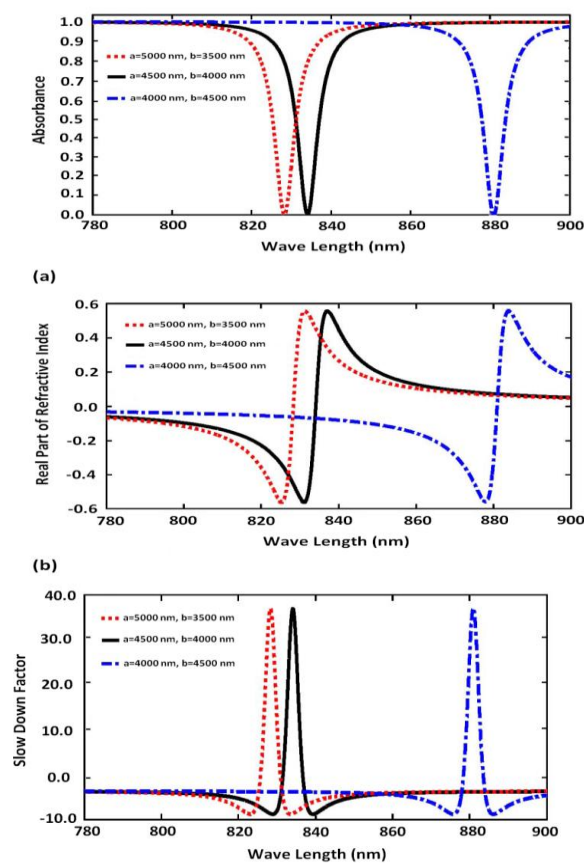 1.0
0.9
0.8
0.7
0.6
0.5
0.4
0.3
0.2
0.1
0.0
Absorbance
a=5000 nm, b=3500 nm
a=4500 nm, b=4000 nm
a=4000 nm, b=4500 nm
780 800 820 840 860 880 900
Wave Length (nm)
(a)
0.6
0.4
0.2
0.0
-0.2
-0.4
-0.6
Real Part of Refractive Index
a=5000 nm, b=3500 nm
a=4500 nm, b=4000 nm
a=4000 nm, b=4500 nm
780 800 820 840 860 880 900
Wave Length (nm)
(b)
40.0
30.0
20.0
10.0
0.0
-10.0
Slow Down Factor
a=5000 nm, b=3500 nm
a=4500 nm, b=4000 nm
a=4000 nm, b=4500 nm
780 800 820 840 860 880 900
Wave Length (nm)